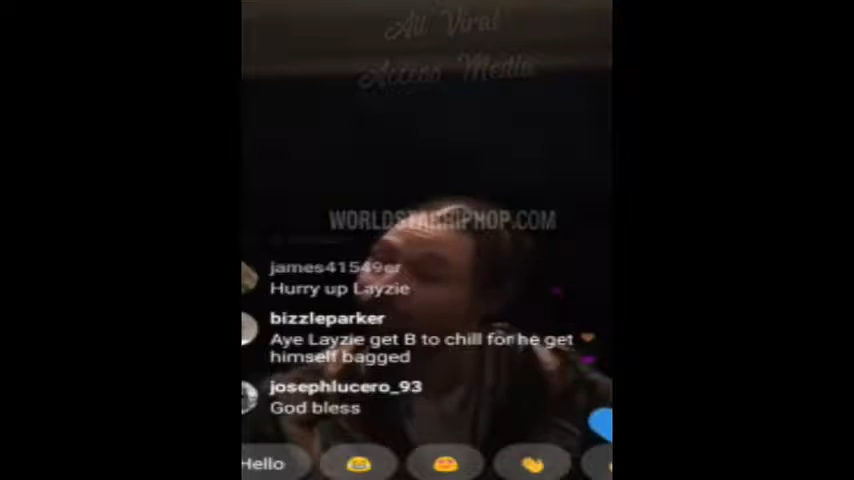 All Viral
Access Media
WORLDSTARHIPHOP.COM
james41549er
Hurry up Layzie
bizzleparker
Aye Layzie get B to chill for he get
himself bagged
josephlucero_93
God bless
Hello